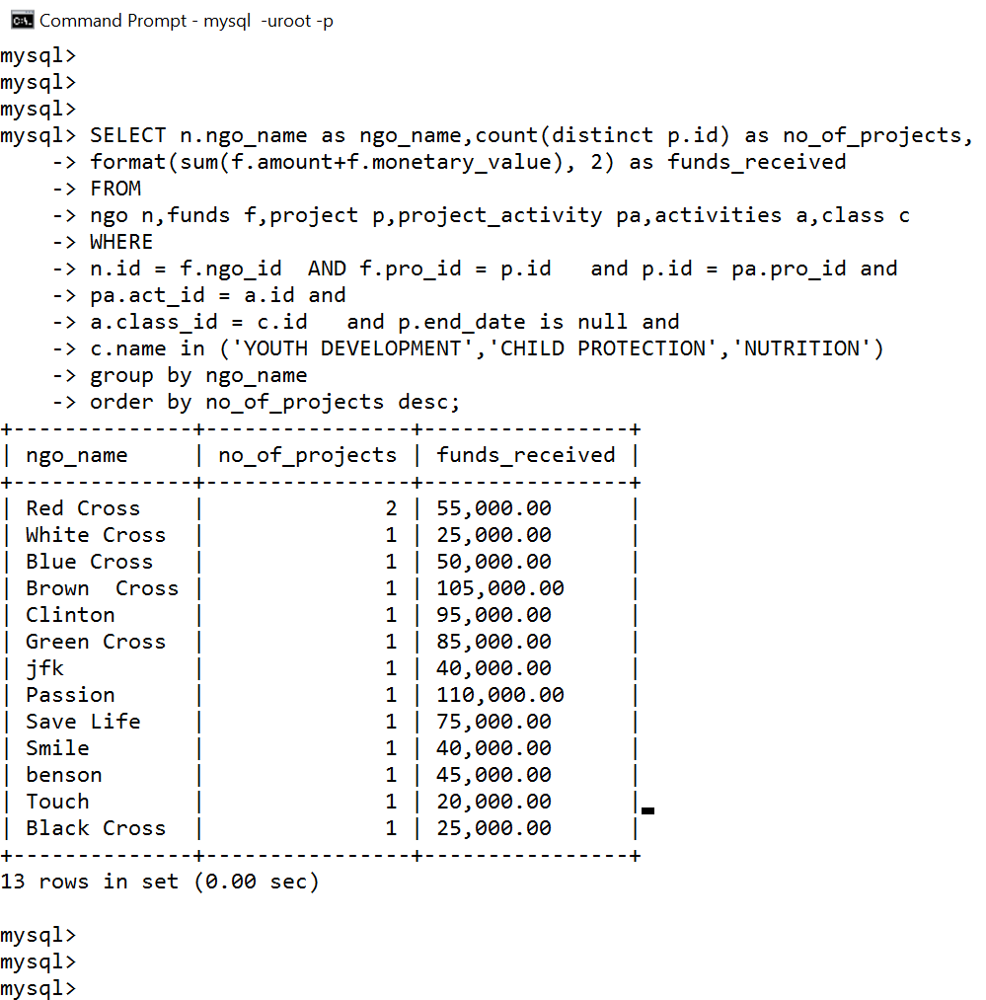 Command Prompt - mysql  -uroot -p
mysql>
mysql>
mysql>
mysql> SELECT n.ngo_name as ngo_name,count(distinct p.id) as no_of_projects,
    -> format(sum(f.amount+f.monetary_value), 2) as funds_received
    -> FROM
    -> ngo n,funds f,project p,project_activity pa,activities a,class c
    -> WHERE
    -> n.id = f.ngo_id  AND f.pro_id = p.id   and p.id = pa.pro_id and
    -> pa.act_id = a.id and
    -> a.class_id = c.id   and p.end_date is null and
    -> c.name in ('YOUTH DEVELOPMENT','CHILD PROTECTION','NUTRITION')
    -> group by ngo_name
    -> order by no_of_projects desc;
+--------------+----------------+----------------+
| ngo_name     | no_of_projects | funds_received |
+--------------+----------------+----------------+
| Red Cross    |              2 | 55,000.00      |
| White Cross  |              1 | 25,000.00      |
| Blue Cross   |              1 | 50,000.00      |
| Brown  Cross |              1 | 105,000.00     |
| Clinton      |              1 | 95,000.00      |
| Green Cross  |              1 | 85,000.00      |
| jfk          |              1 | 40,000.00      |
| Passion      |              1 | 110,000.00     |
| Save Life    |              1 | 75,000.00      |
| Smile        |              1 | 40,000.00      |
| benson       |              1 | 45,000.00      |
| Touch        |              1 | 20,000.00      |
| Black Cross  |              1 | 25,000.00      |
+--------------+----------------+----------------+
13 rows in set (0.00 sec)
mysql>
mysql>
mysql>